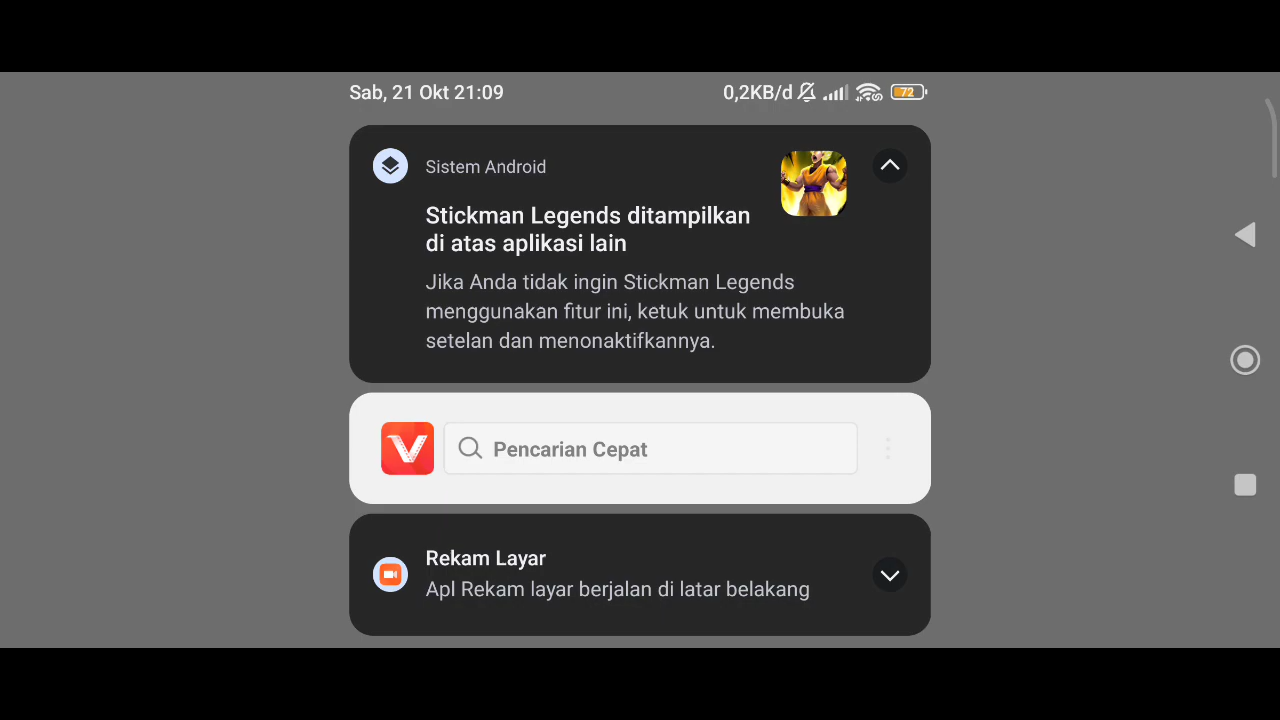 Sab, 21 Okt 21:09
0,2KB/d
72
Sistem Android
Stickman Legends ditampilkan
di atas aplikasi lain
Jika Anda tidak ingin Stickman Legends
menggunakan fitur ini, ketuk untuk membuka
setelan dan menonaktifkannya.
Pencarian Cepat
Rekam Layar
Apl Rekam layar berjalan di latar belakang